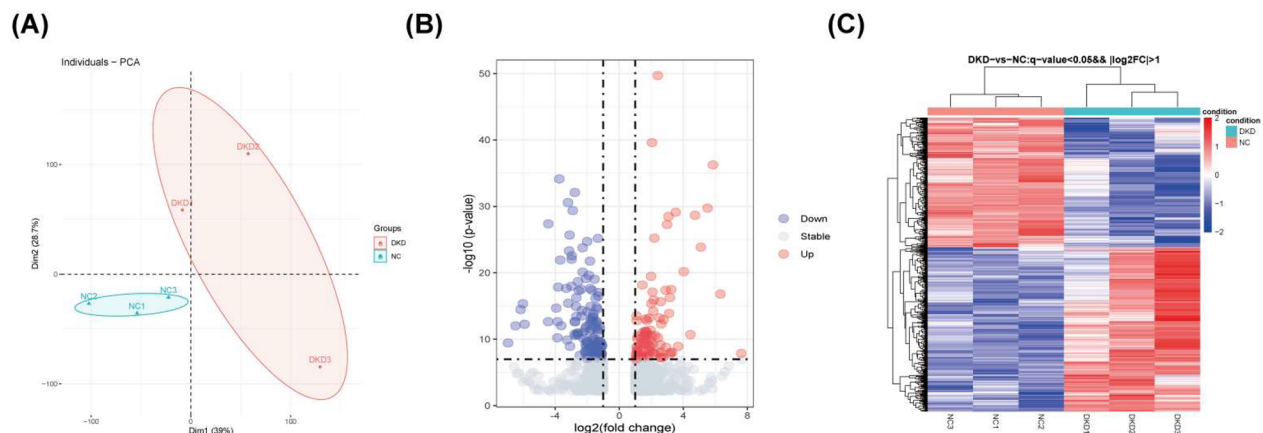 (A)
(B)
(C)
Individuals − PCA
DKD2
DKD1
DKD3
NC2
NC3
NC1
100
0
−100
−100
0
100
Dim2 (28.7%)
Dim1 (39%)
Groups
DKD
NC
50
40
30
20
10
0
-4
0
4
8
-log10 (p-value)
log2(fold change)
Down
Stable
Up
DKD−vs−NC:q−value<0.05&& |log2FC|>1
condition
2
1
0
−1
−2
condition
DKD
NC
NC3
NC1
NC2
DKD1
DKD2
DKD3